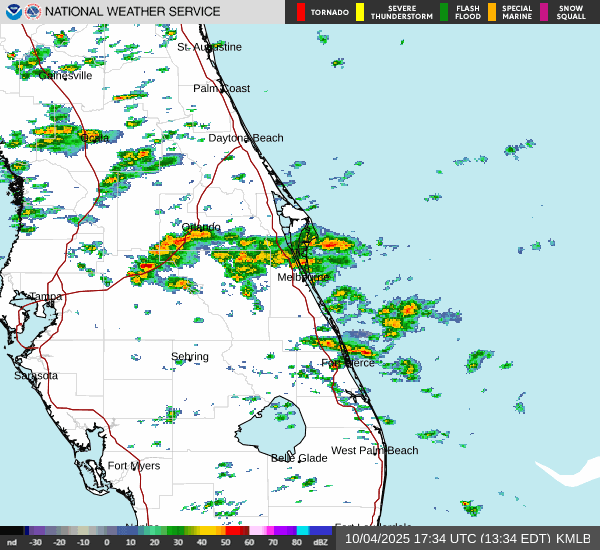 NATIONAL WEATHER SERVICE
TORNADO
SEVERE
THUNDERSTORM
FLASH
FLOOD
SPECIAL
MARINE
SNOW
SQUALL
St. Augustine
Gainesville
Palm Coast
Ocala
Daytona Beach
Orlando
Melbourne
Tampa
Sebring
Fort Pierce
Sarasota
West Palm Beach
Belle Glade
Fort Myers
Fort Lauderdale
nd -30 -20 -10 0 10 20 30 40 50 60 70 80 dBZ
10/04/2025 17:34 UTC (13:34 EDT) KMLB